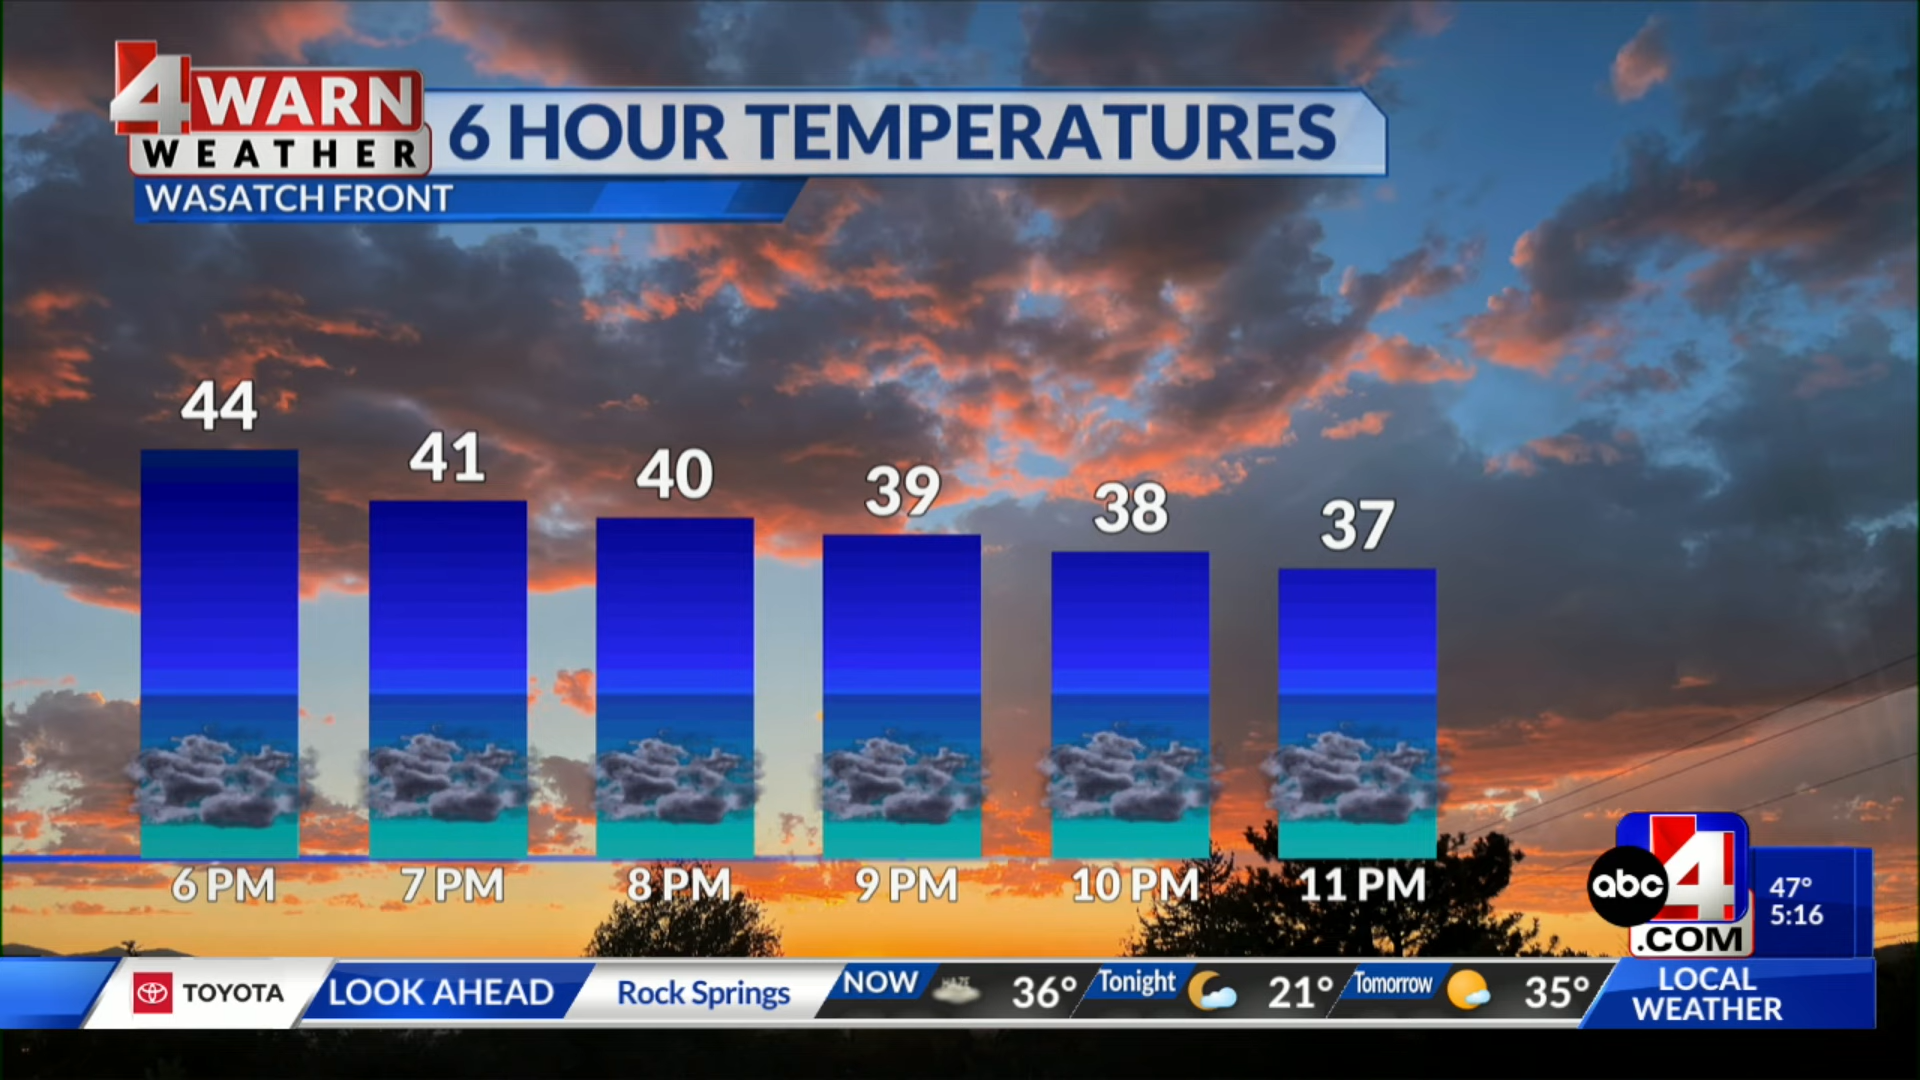 4 WARN
WEATHER
6 HOUR TEMPERATURES
WASATCH FRONT
44
41
40
39
38
37
6 PM
7 PM
8 PM
9 PM
10 PM
11 PM
abc 4
.COM
47°
5:16
TOYOTA
LOOK AHEAD
Rock Springs
NOW
HAZE
36°
Tonight
21°
Tomorrow
35°
LOCAL
WEATHER